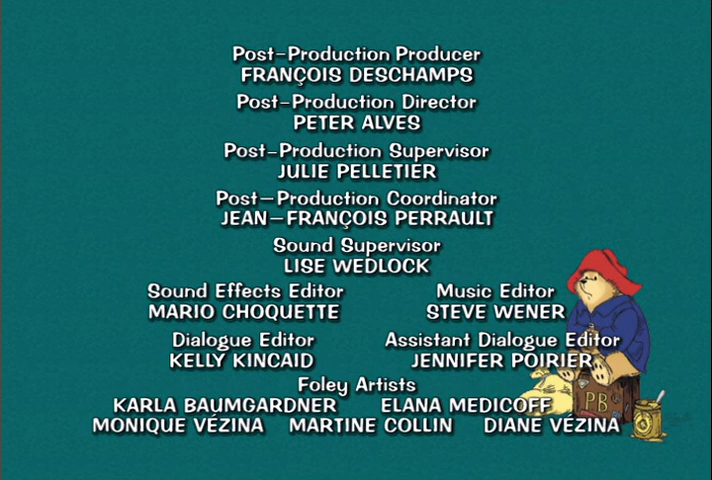 Post-Production Producer
FRANÇOIS DESCHAMPS
Post-Production Director
PETER ALVES
Post-Production Supervisor
JULIE PELLETIER
Post-Production Coordinator
JEAN-FRANÇOIS PERRAULT
Sound Supervisor
LISE WEDLOCK
Sound Effects Editor Music Editor
MARIO CHOQUETTE STEVE WENER
Dialogue Editor Assistant Dialogue Editor
KELLY KINCAID JENNIFER POIRIER
Foley Artists
KARLA BAUMGARDNER ELANA MEDICOFF
PB
MONIQUE VÉZINA MARTINE COLLIN DIANE VÉZINA